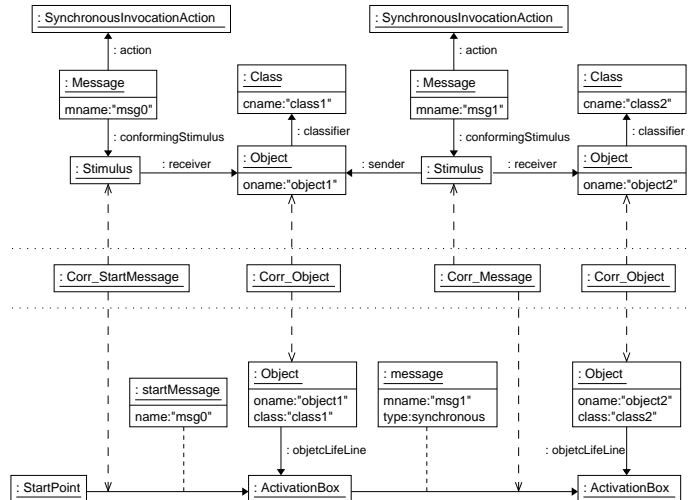 : SynchronousInvocationAction
: SynchronousInvocationAction
: action
: action
: Message
mname:"msg0"
: Class
cname:"class1"
: Message
mname:"msg1"
: Class
cname:"class2"
: conformingStimulus
: classifier
: conformingStimulus
: classifier
: Stimulus
: receiver
: Object
oname:"object1"
: sender
: Stimulus
: receiver
: Object
oname:"object2"
: Corr_StartMessage
: Corr_Object
: Corr_Message
: Corr_Object
: startMessage
name:"msg0"
: Object
oname:"object1"
class:"class1"
: message
mname:"msg1"
type:synchronous
: Object
oname:"object2"
class:"class2"
: objetcLifeLine
: objetcLifeLine
: StartPoint
: ActivationBox
: ActivationBox